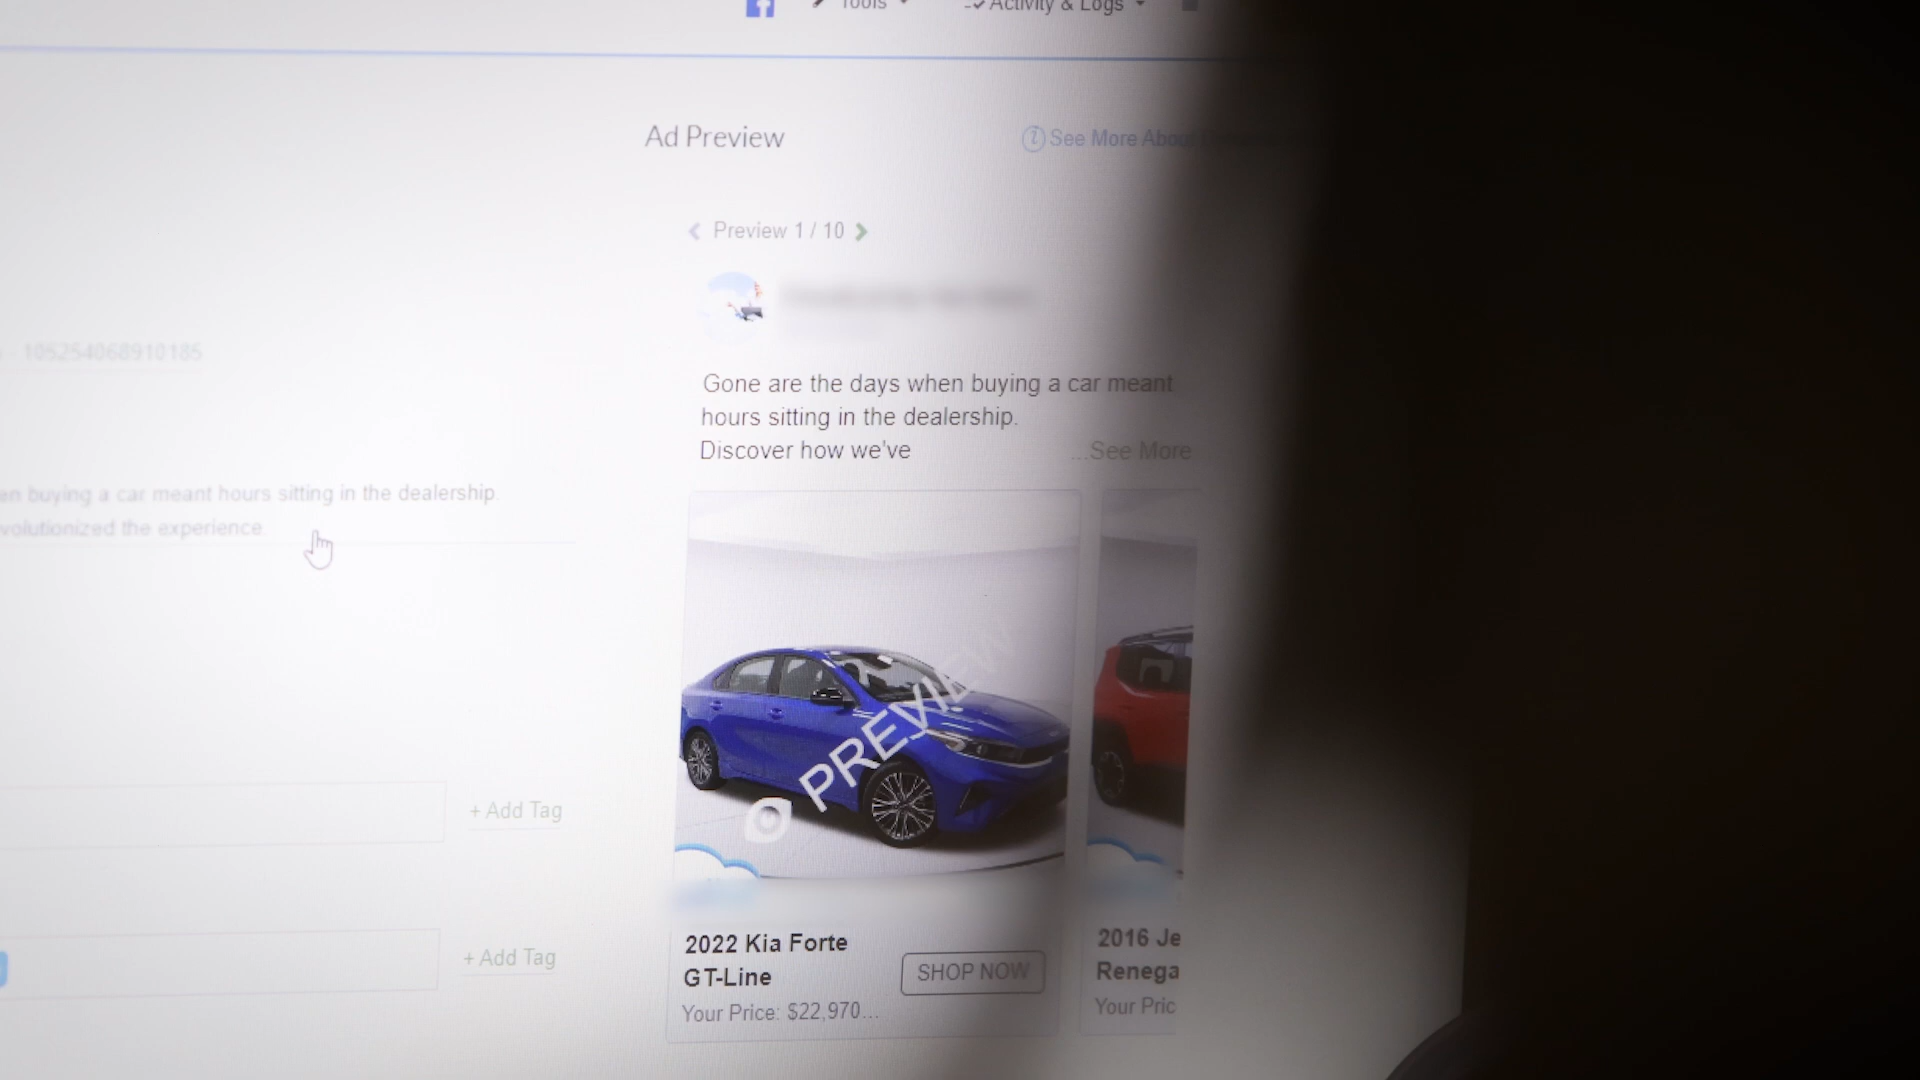 Tools
Activity & Logs
Ad Preview
See More About
Preview 1 / 10
105254068910185
Gone are the days when buying a car meant
hours sitting in the dealership.
Discover how we've
...See More
en buying a car meant hours sitting in the dealership.
volutionized the experience.
PREVIEW
+ Add Tag
+ Add Tag
2022 Kia Forte
GT-Line
SHOP NOW
Your Price: $22,970...
2016 Je
Renega
Your Pric